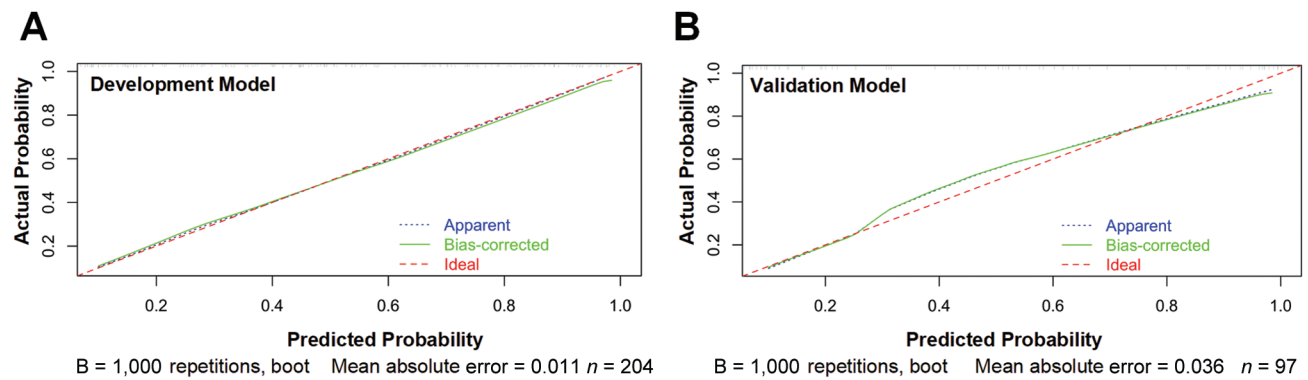 A
Development Model
Actual Probability
1.0
0.8
0.6
0.4
0.2
Apparent
Bias-corrected
Ideal
0.2 0.4 0.6 0.8 1.0
Predicted Probability
B = 1,000 repetitions, boot Mean absolute error = 0.011 n = 204
B
Validation Model
Actual Probability
1.0
0.8
0.6
0.4
0.2
Apparent
Bias-corrected
Ideal
0.2 0.4 0.6 0.8 1.0
Predicted Probability
B = 1,000 repetitions, boot Mean absolute error = 0.036 n = 97